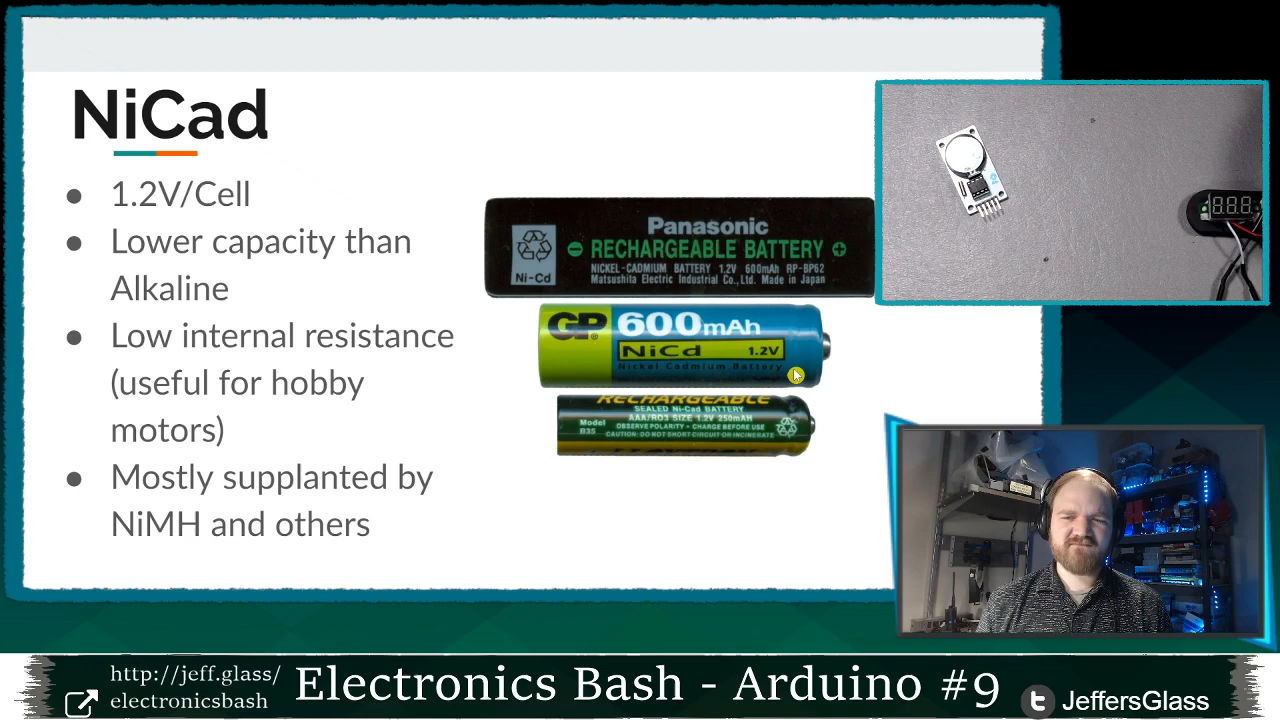 NiCad
● 1.2V/Cell
● Lower capacity than
Alkaline
● Low internal resistance
(useful for hobby
motors)
● Mostly supplanted by
NiMH and others
Panasonic
RECHARGEABLE BATTERY
NICKEL-CADMIUM BATTERY 1.2V 600mAh RP-BP62
Matsushita Electric Industrial Co., Ltd. Made in Japan
Ni-Cd
GP 600mAh
NiCd 1.2V
Nickel Cadmium Battery
RECHARGEABLE
SEALED Ni-Cad BATTERY
AAA/R03 SIZE 1.2V 250mAH
OBSERVE POLARITY • CHARGE BEFORE USE
CAUTION: DO NOT SHORT CIRCUIT OR INCINERATE
Model
B35
8.8.8.
http://jeff.glass/
electronicsbash
Electronics Bash - Arduino #9
JeffersGlass